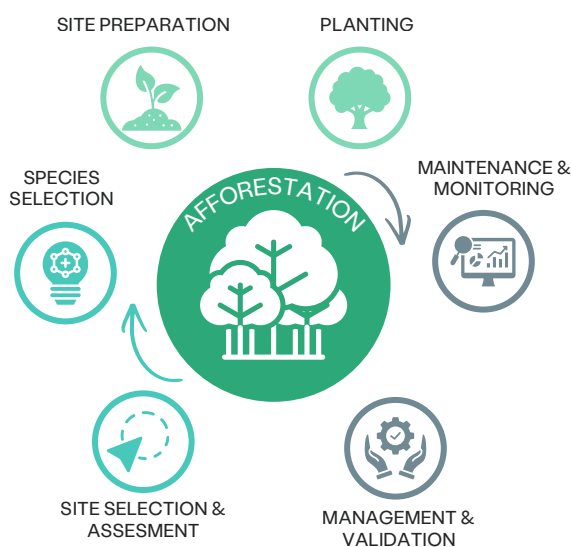 SITE PREPARATION
PLANTING
SPECIES
SELECTION
AFFORESTATION
MAINTENANCE &
MONITORING
SITE SELECTION &
ASSESMENT
MANAGEMENT &
VALIDATION